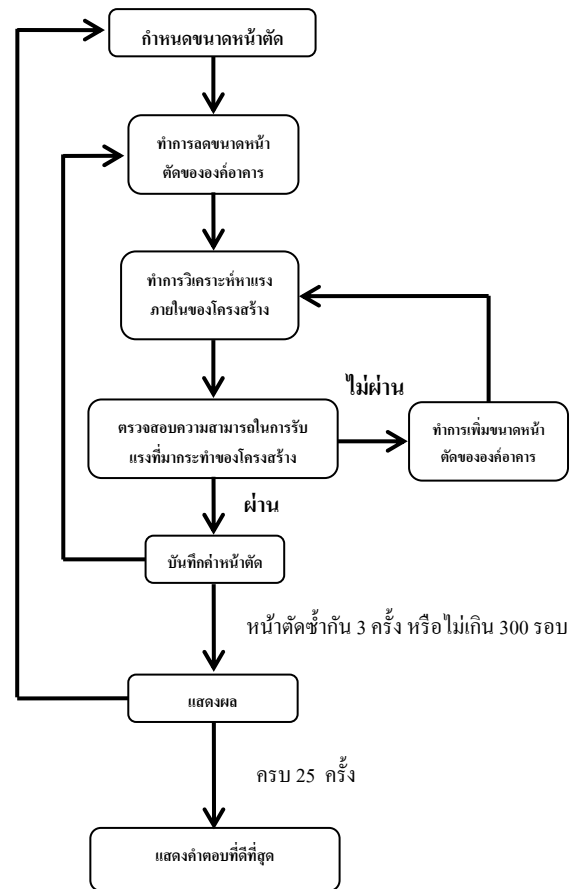 กำหนดขนาดหน้าตัด
ทำการลดขนาดหน้า
ตัดขององค์อาคาร
ทำการวิเคราะห์หาแรง
ภายในของโครงสร้าง
ไม่ผ่าน
ตรวจสอบความสามารถในการรับ
แรงที่มากระทำของโครงสร้าง
ทำการเพิ่มขนาดหน้า
ตัดขององค์อาคาร
ผ่าน
บันทึกค่าหน้าตัด
หน้าตัดซ้ำกัน 3 ครั้ง หรือไม่เกิน 300 รอบ
แสดงผล
ครบ 25 ครั้ง
แสดงคำตอบที่ดีที่สุด